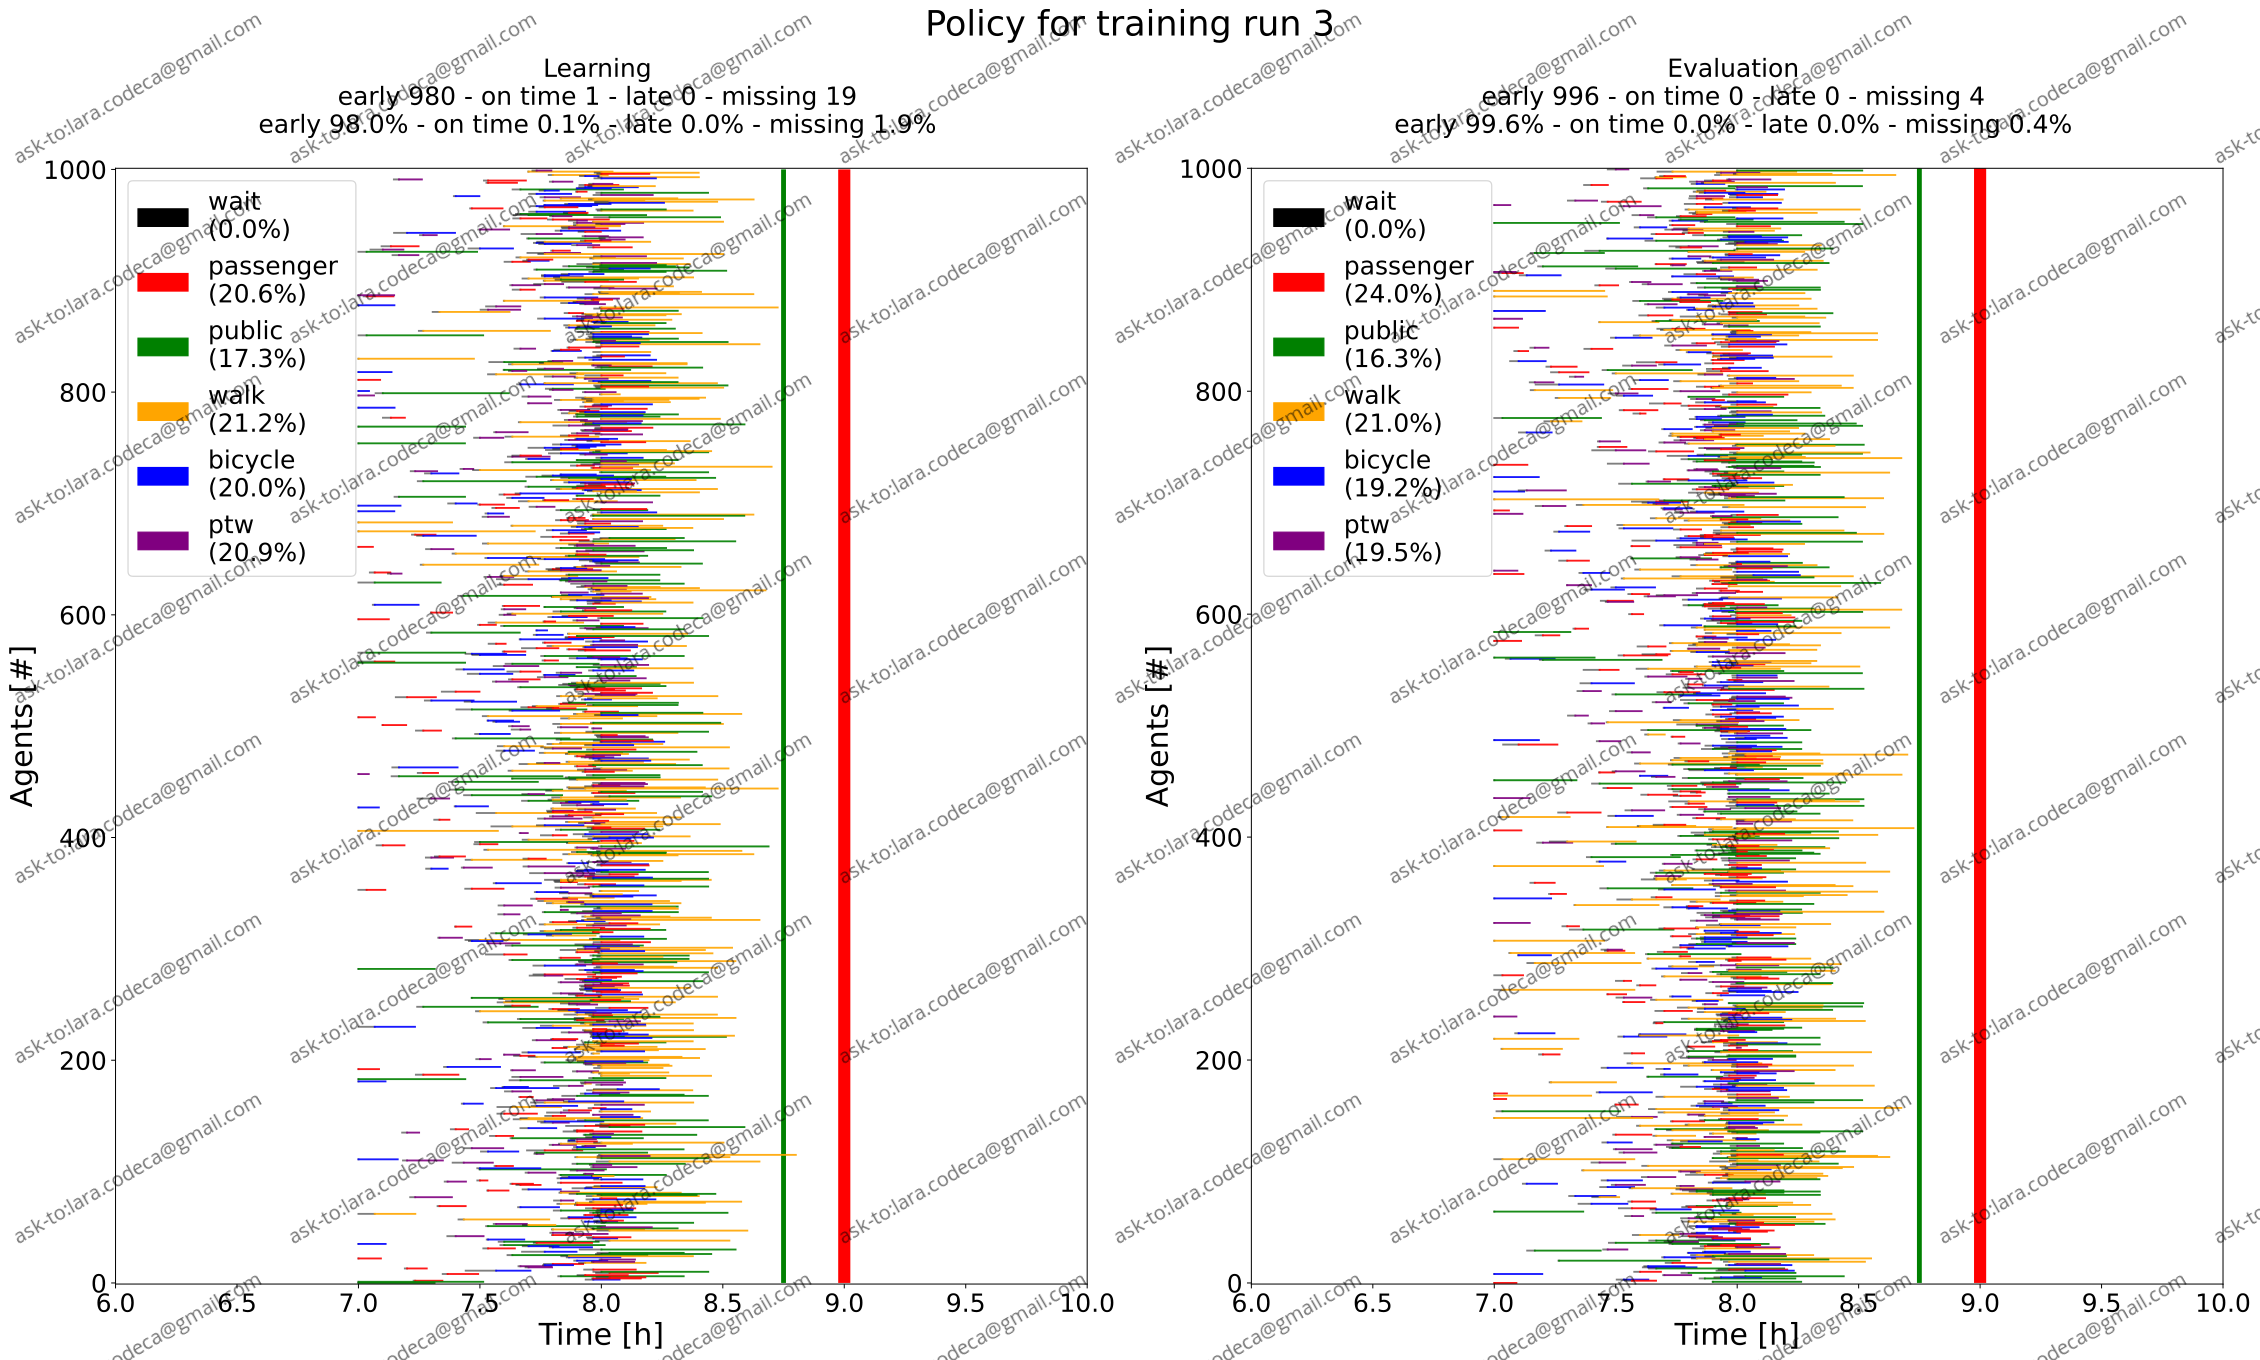 Policy for training run 3
Learning
early 980 - on time 1 - late 0 - missing 19
early 98.0% - on time 0.1% - late 0.0% - missing 1.9%
Agents [#]
1000
800
600
400
200
0
wait
(0.0%)
passenger
(20.6%)
public
(17.3%)
walk
(21.2%)
bicycle
(20.0%)
ptw
(20.9%)
6.0 6.5 7.0 7.5 8.0 8.5 9.0 9.5 10.0
Time [h]
Evaluation
early 996 - on time 0 - late 0 - missing 4
early 99.6% - on time 0.0% - late 0.0% - missing 0.4%
Agents [#]
1000
800
600
400
200
0
wait
(0.0%)
passenger
(24.0%)
public
(16.3%)
walk
(21.0%)
bicycle
(19.2%)
ptw
(19.5%)
6.0 6.5 7.0 7.5 8.0 8.5 9.0 9.5 10.0
Time [h]
ask-to:lara.codeca@gmail.com